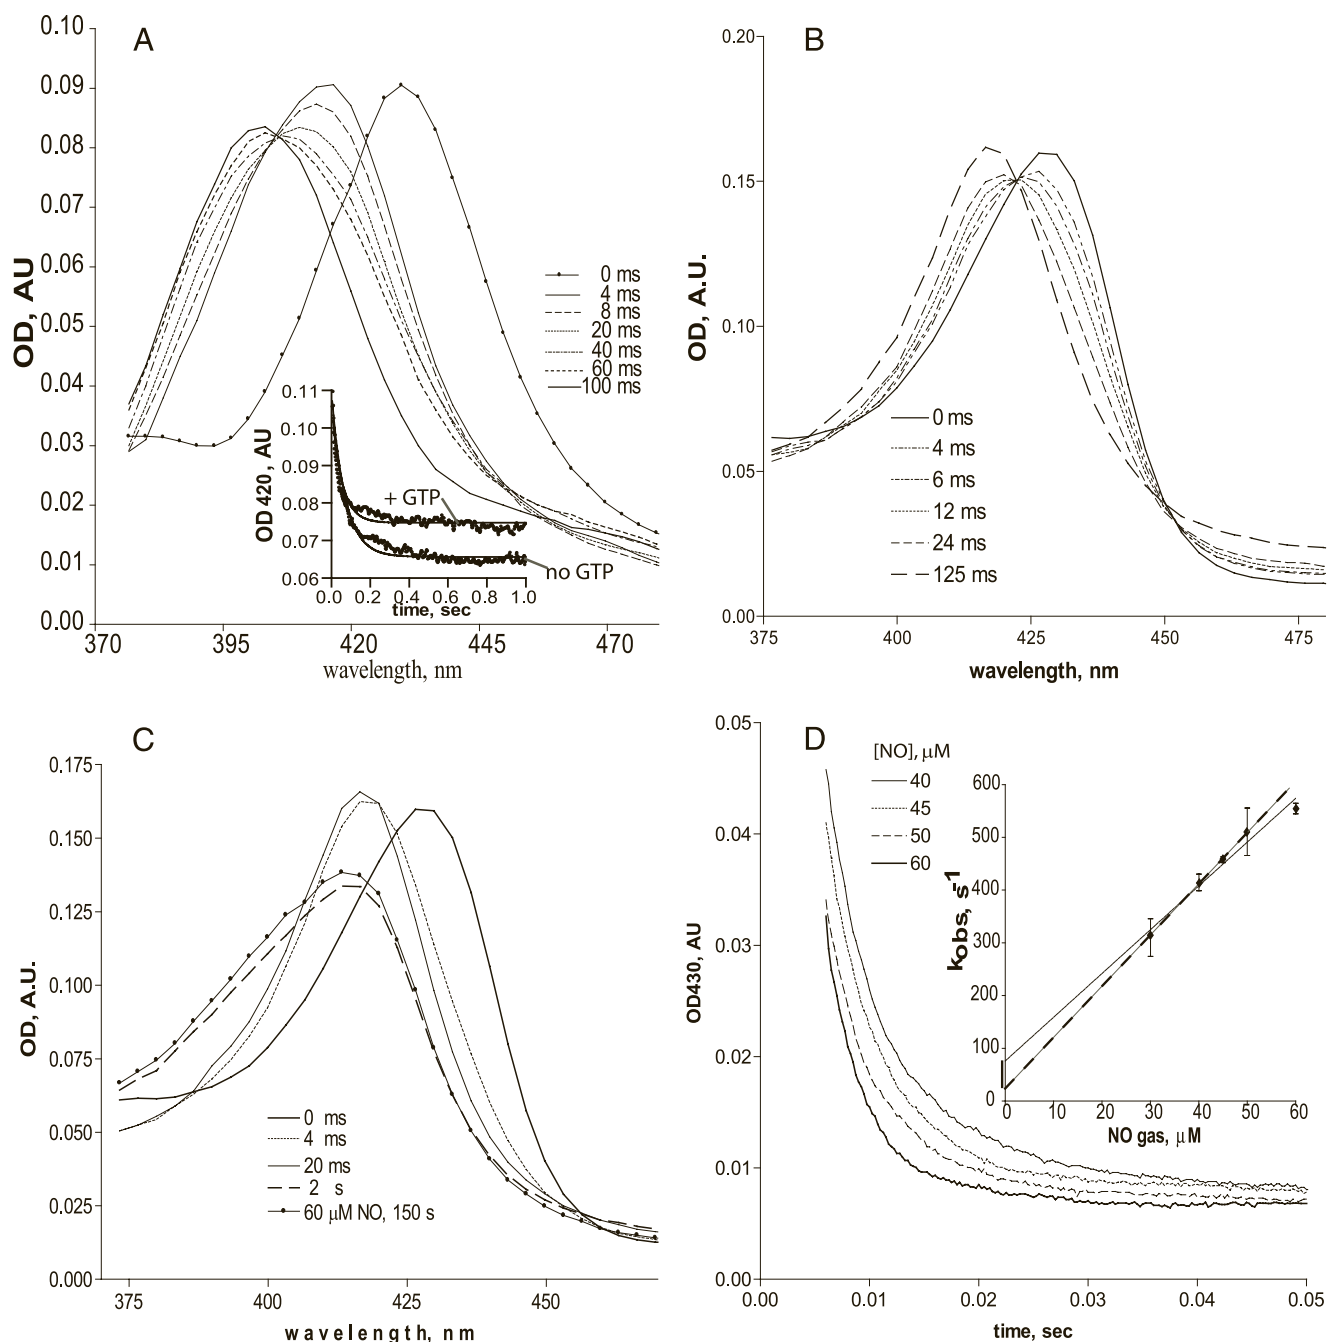 A
0.10
0.09
0.08
0.07
0.06
0.05
0.04
0.03
0.02
0.01
0.00
OD, AU
370
395
420
445
470
wavelength, nm
0 ms
4 ms
8 ms
20 ms
40 ms
60 ms
100 ms
0.11
0.10
0.09
0.08
0.07
0.06
OD 420, AU
+ GTP
no GTP
0.0 0.2 0.4 0.6 0.8 1.0
time, sec
B
0.20
0.15
0.10
0.05
0.00
OD, A.U.
375
400
425
450
475
wavelength, nm
0 ms
4 ms
6 ms
12 ms
24 ms
125 ms
C
0.175
0.150
0.125
0.100
0.075
0.050
0.025
0.000
OD, A.U.
375
400
425
450
wavelength, nm
0 ms
4 ms
20 ms
2 s
60 µM NO, 150 s
D
0.05
0.04
0.03
0.02
0.01
0.00
OD430, AU
0.00
0.01
0.02
0.03
0.04
0.05
time, sec
[NO], µM
40
45
50
60
600
500
400
300
200
100
0
kobs, s-1
0 10 20 30 40 50 60
NO gas, µM